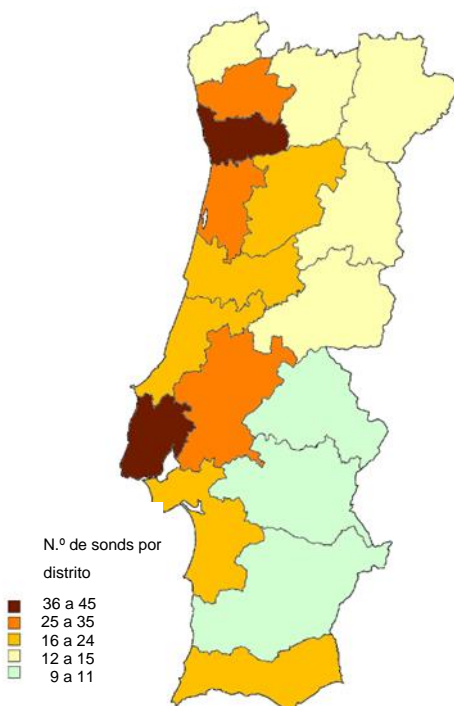 N.º de sonds por
distrito
36 a 45
25 a 35
16 a 24
12 a 15
9 a 11